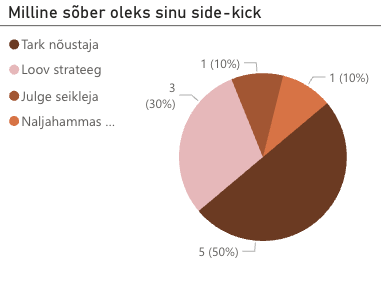 Milline sõber oleks sinu side-kick
Tark nõustaja
Loov strateeg
Julge seikleja
Naljahammas ...
1 (10%)
1 (10%)
3
(30%)
5 (50%)